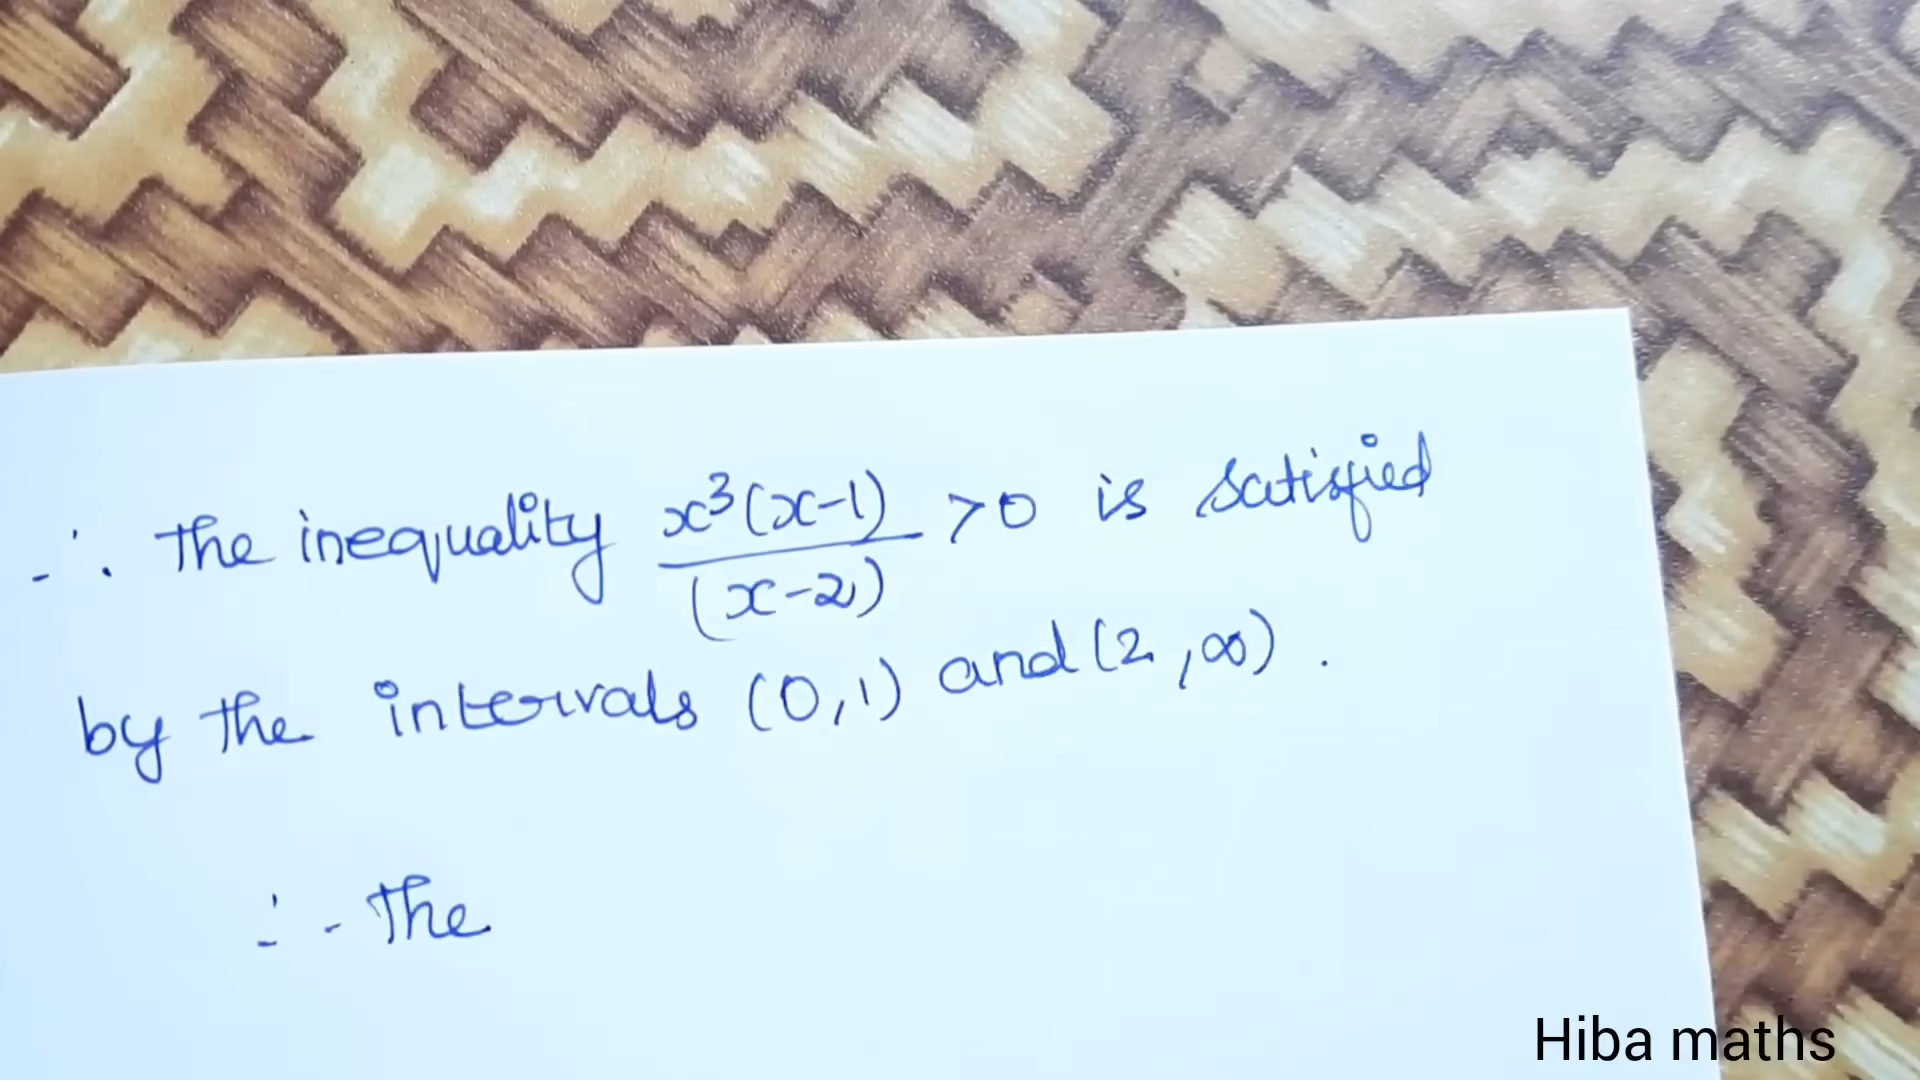 ∴ The inequality x³(x-1)/(x-2) >0 is satisfied
by the intervals (0,1) and (2,∞).
∴ The
Hiba maths